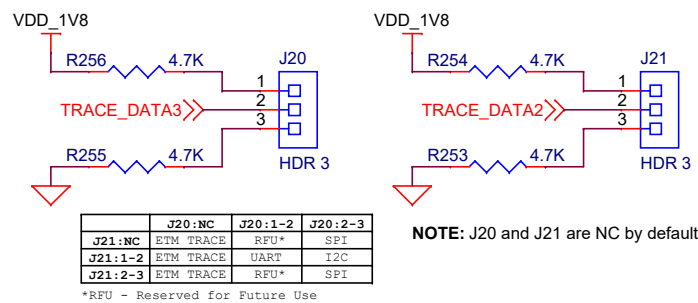 VDD_1V8
R256 4.7K
J20
1
TRACE_DATA3
2
3
R255 4.7K
HDR 3
VDD_1V8
R254 4.7K
J21
1
TRACE_DATA2
2
3
R253 4.7K
HDR 3
J20:NC J20:1-2 J20:2-3
J21:NC ETM TRACE RFU* SPI
J21:1-2 ETM TRACE UART I2C
J21:2-3 ETM TRACE RFU* SPI
*RFU - Reserved for Future Use
NOTE: J20 and J21 are NC by default